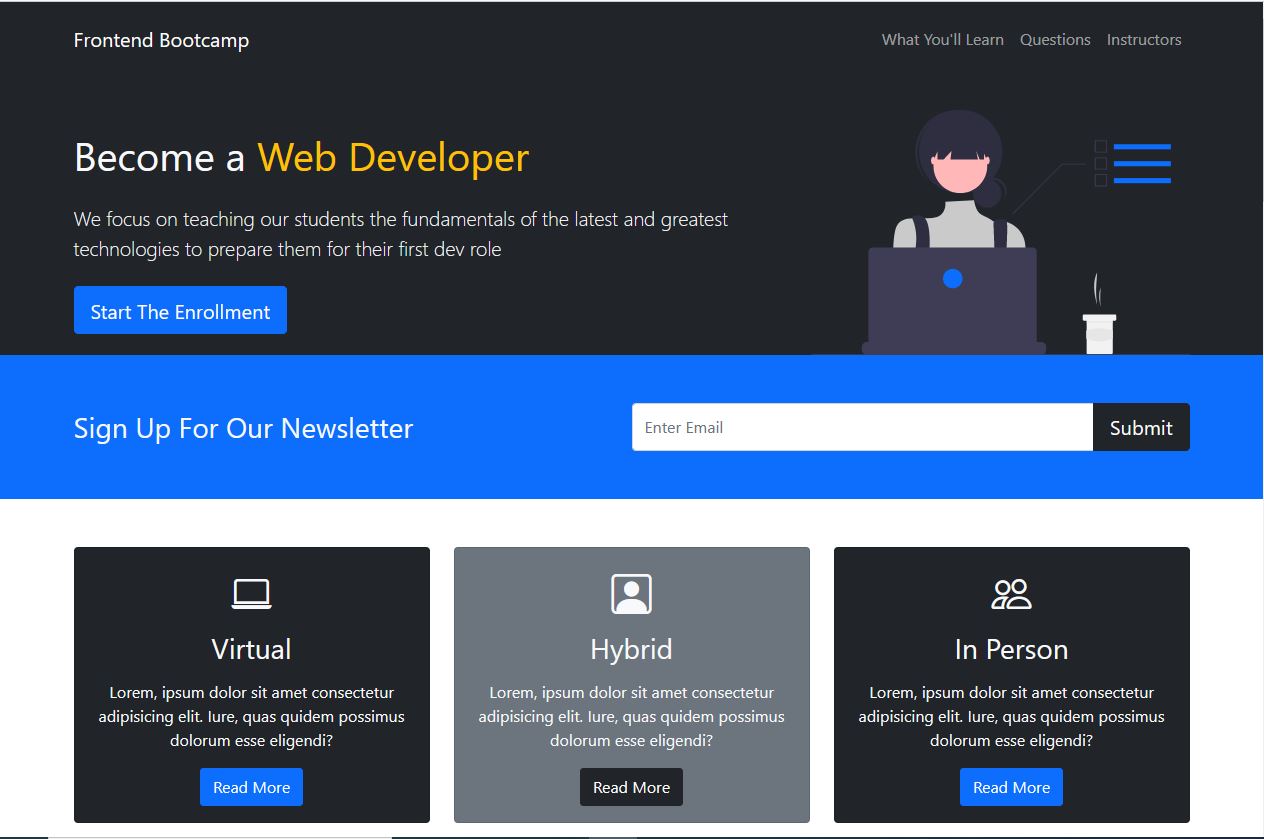 Frontend Bootcamp
What You'll Learn Questions Instructors
Become a Web Developer
We focus on teaching our students the fundamentals of the latest and greatest
technologies to prepare them for their first dev role
Start The Enrollment
Sign Up For Our Newsletter
Enter Email
Submit
Virtual
Lorem, ipsum dolor sit amet consectetur
adipisicing elit. Iure, quas quidem possimus
dolorum esse eligendi?
Read More
Hybrid
Lorem, ipsum dolor sit amet consectetur
adipisicing elit. Iure, quas quidem possimus
dolorum esse eligendi?
Read More
In Person
Lorem, ipsum dolor sit amet consectetur
adipisicing elit. Iure, quas quidem possimus
dolorum esse eligendi?
Read More